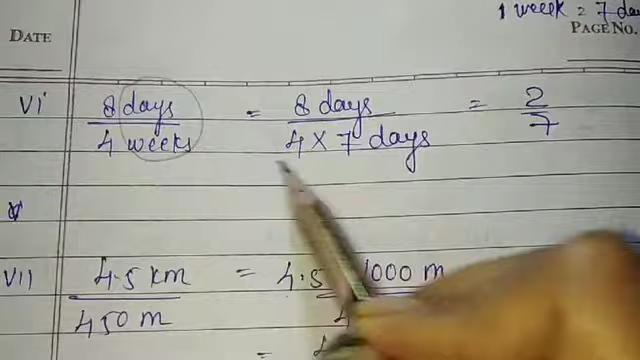 1 week = 7 da
DATE
PAGE NO.
VI 8 days / 4 weeks = 8 days / 4 × 7 days = 2/7
VII 4.5 km / 450 m = 4.5 1000 m
=